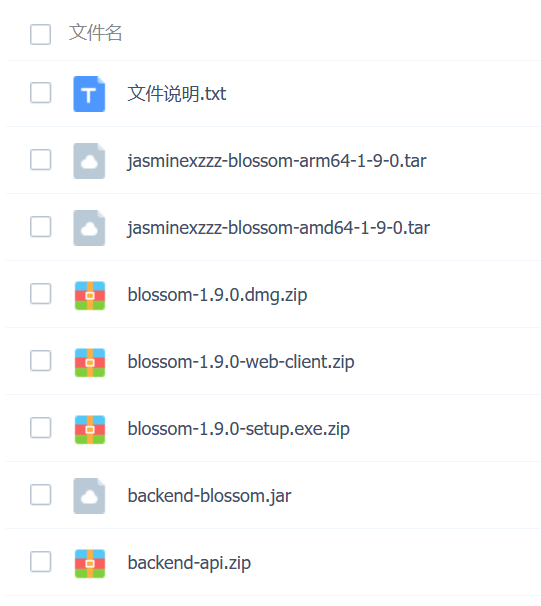 文件名
文件说明.txt
jasminexzzz-blossom-arm64-1-9-0.tar
jasminexzzz-blossom-amd64-1-9-0.tar
blossom-1.9.0.dmg.zip
blossom-1.9.0-web-client.zip
blossom-1.9.0-setup.exe.zip
backend-blossom.jar
backend-api.zip